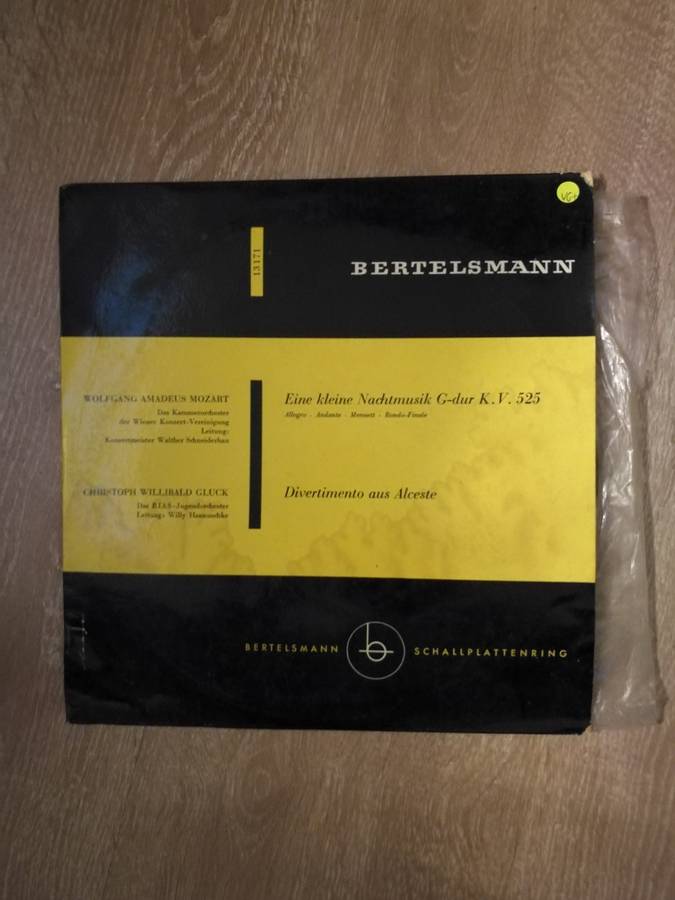 VG+
13171
BERTELSMANN
WOLFGANG AMADEUS MOZART
Das Kammerorchester
der Wiener Konzert-Vereinigung
Leitung:
Konzertmeister Walther Schneiderhan
Eine kleine Nachtmusik G-dur K.V. 525
Allegro - Andante - Menuett - Rondo-Finale
CHRISTOPH WILLIBALD GLUCK
Das RIAS-Jugendorchester
Leitung: Willy Hannuschke
Divertimento aus Alceste
BERTELSMANN b SCHALLPLATTENRING